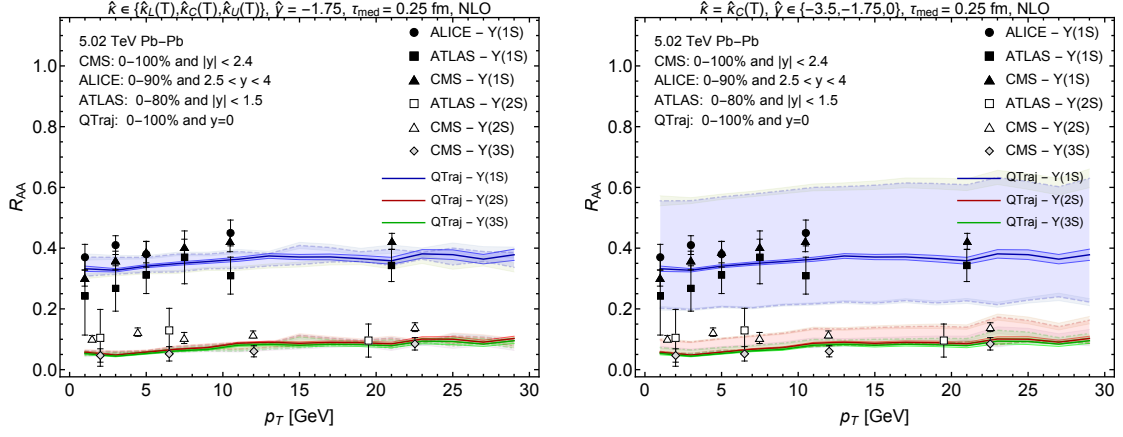 κ̂ ∈ {κ̂_L(T),κ̂_C(T),κ̂_U(T)}, γ̂ = −1.75, τ_med = 0.25 fm, NLO
5.02 TeV Pb−Pb
CMS: 0−100% and |y| < 2.4
ALICE: 0−90% and 2.5 < y < 4
ATLAS: 0−80% and |y| < 1.5
QTraj: 0−100% and y=0
ALICE − Υ(1S)
ATLAS − Υ(1S)
CMS − Υ(1S)
ATLAS − Υ(2S)
CMS − Υ(2S)
CMS − Υ(3S)
QTraj − Υ(1S)
QTraj − Υ(2S)
QTraj − Υ(3S)
R_AA
1.0
0.8
0.6
0.4
0.2
0.0
0 5 10 15 20 25 30
p_T [GeV]
κ̂ = κ̂_C(T), γ̂ ∈ {−3.5,−1.75,0}, τ_med = 0.25 fm, NLO
5.02 TeV Pb−Pb
CMS: 0−100% and |y| < 2.4
ALICE: 0−90% and 2.5 < y < 4
ATLAS: 0−80% and |y| < 1.5
QTraj: 0−100% and y=0
ALICE − Υ(1S)
ATLAS − Υ(1S)
CMS − Υ(1S)
ATLAS − Υ(2S)
CMS − Υ(2S)
CMS − Υ(3S)
QTraj − Υ(1S)
QTraj − Υ(2S)
QTraj − Υ(3S)
R_AA
1.0
0.8
0.6
0.4
0.2
0.0
0 5 10 15 20 25 30
p_T [GeV]